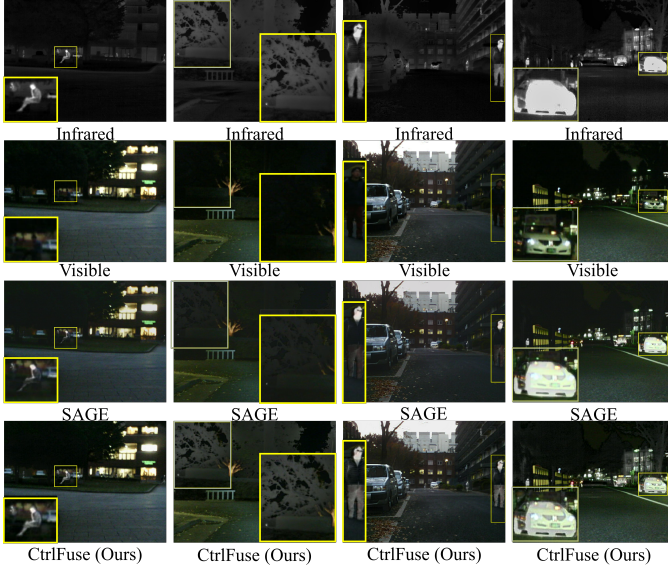 Infrared Infrared Infrared Infrared
Visible Visible Visible Visible
SAGE SAGE SAGE SAGE
CtrlFuse (Ours) CtrlFuse (Ours) CtrlFuse (Ours) CtrlFuse (Ours)